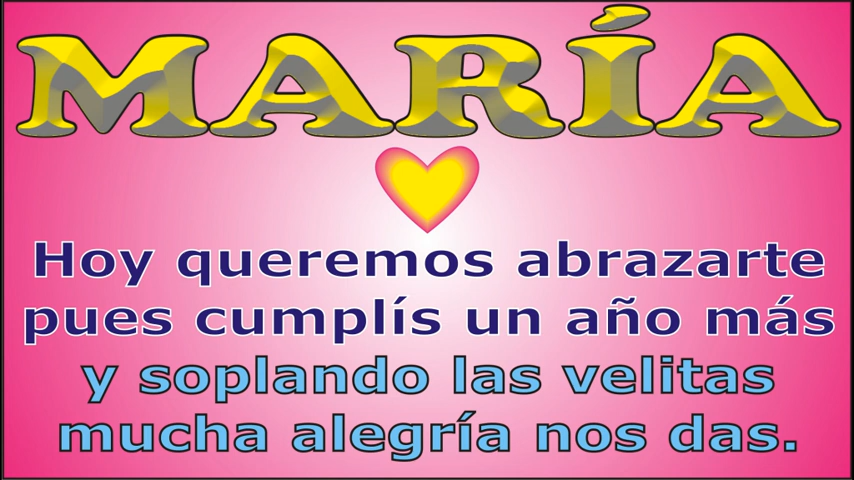 MARÍA
Hoy queremos abrazarte
pues cumplís un año más
y soplando las velitas
mucha alegría nos das.